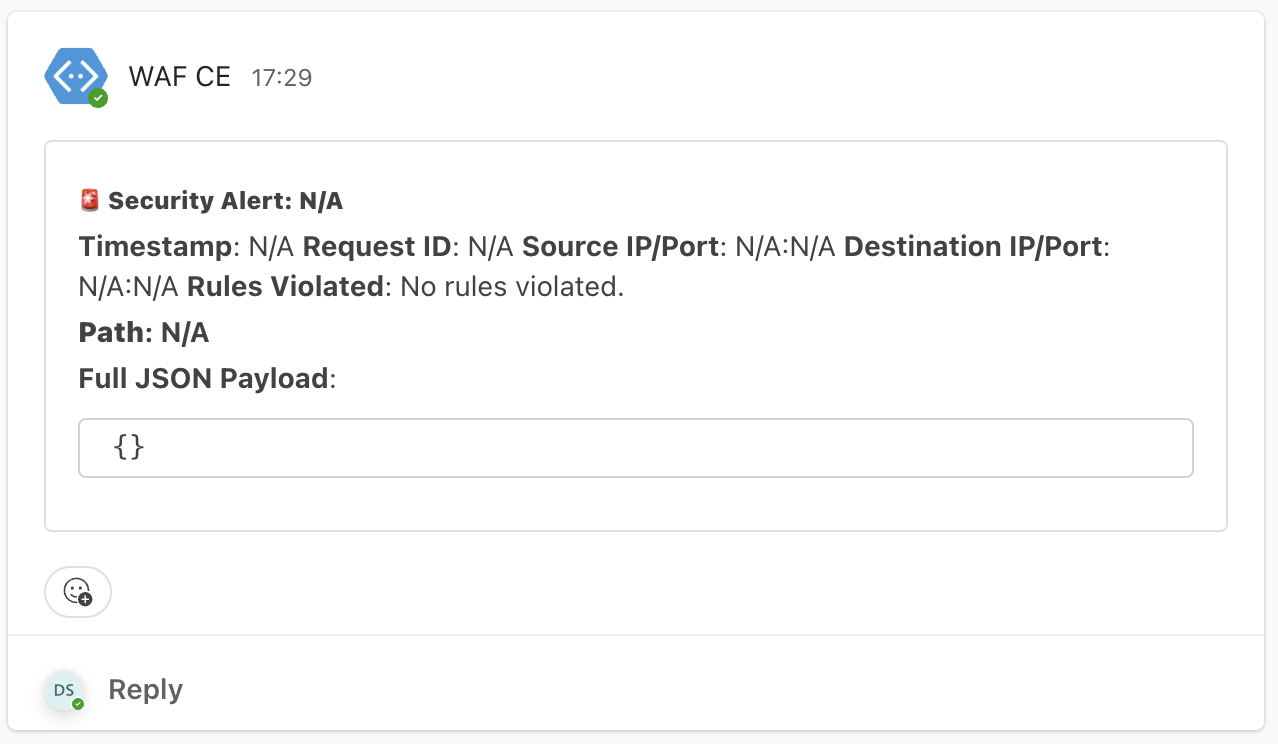 WAF CE 17:29
🚨 Security Alert: N/A
Timestamp: N/A Request ID: N/A Source IP/Port: N/A:N/A Destination IP/Port:
N/A:N/A Rules Violated: No rules violated.
Path: N/A
Full JSON Payload:
{}
DS Reply